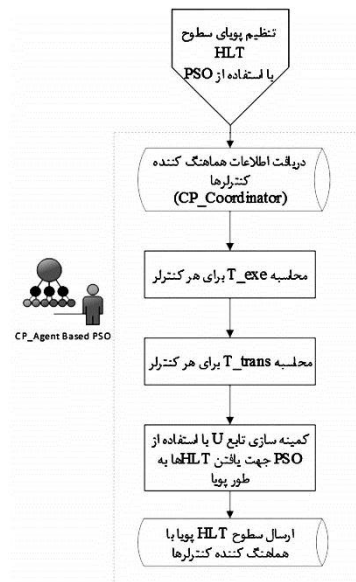 تنظیم پویای سطوح
HLT
با استفاده از PSO
دریافت اطلاعات هماهنگ کننده
کنترلرها
(CP_Coordinator)
محاسبه T_exe برای هر کنترلر
CP_Agent Based PSO
محاسبه T_trans برای هر کنترلر
کمینه سازی تابع U با استفاده از
PSO جهت یافتن HLTها به
طور پویا
ارسال سطوح HLT پویا با
هماهنگ کننده کنترلرها